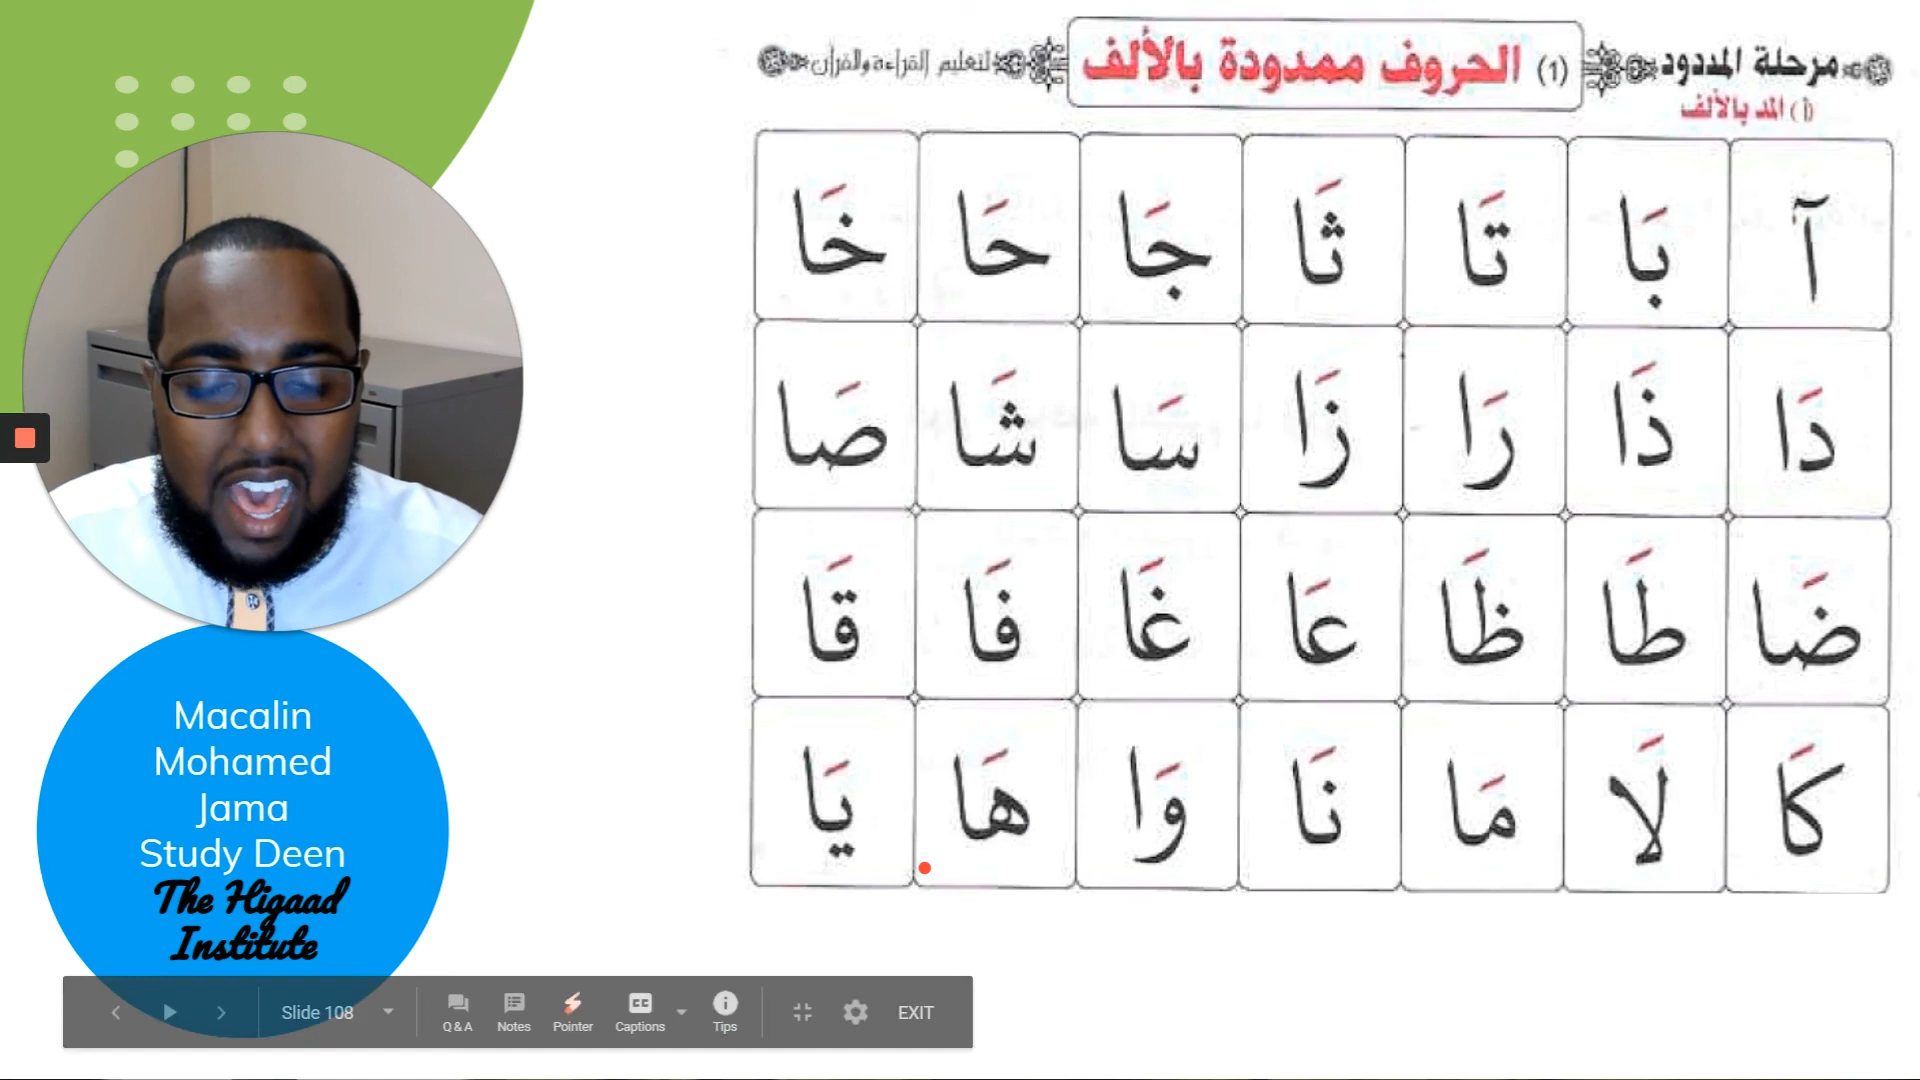 مرحلة المدود
(1) الحروف ممدودة بالألف
لتعليم القراءة والقرآن
(أ) المد بالألف
آ بَا تَا ثَا جَا حَا خَا
دَا ذَا رَا زَا سَا شَا صَا
ضَا طَا ظَا عَا غَا فَا قَا
كَا لَا مَا نَا وَا هَا يَا
Macalin
Mohamed
Jama
Study Deen
The Higaad
Institute
Slide 108
Q & A
Notes
Pointer
CC
Captions
Tips
EXIT